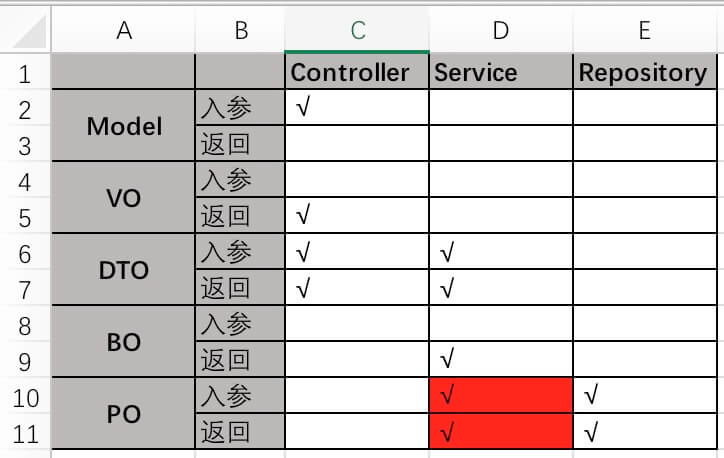 A B C D E
1 Controller Service Repository
2 Model 入参 √
3 返回
4 VO 入参
5 返回 √
6 DTO 入参 √ √
7 返回 √ √
8 BO 入参
9 返回 √
10 PO 入参 √ √
11 返回 √ √